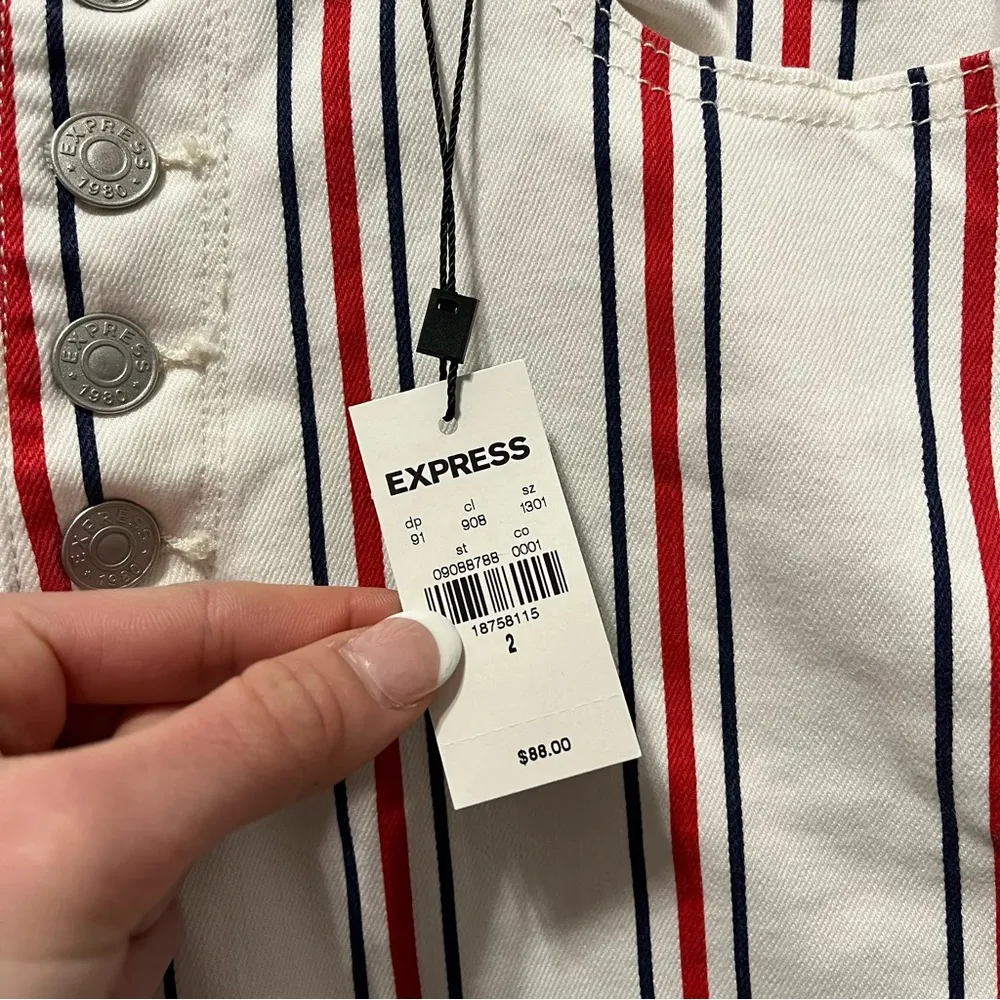 EXPRESS
1980
EXPRESS
1980
EXPRESS
1980
EXPRESS
dp cl sz
91 908 1301
st co
09088788 0001
18758115
2
$88.00